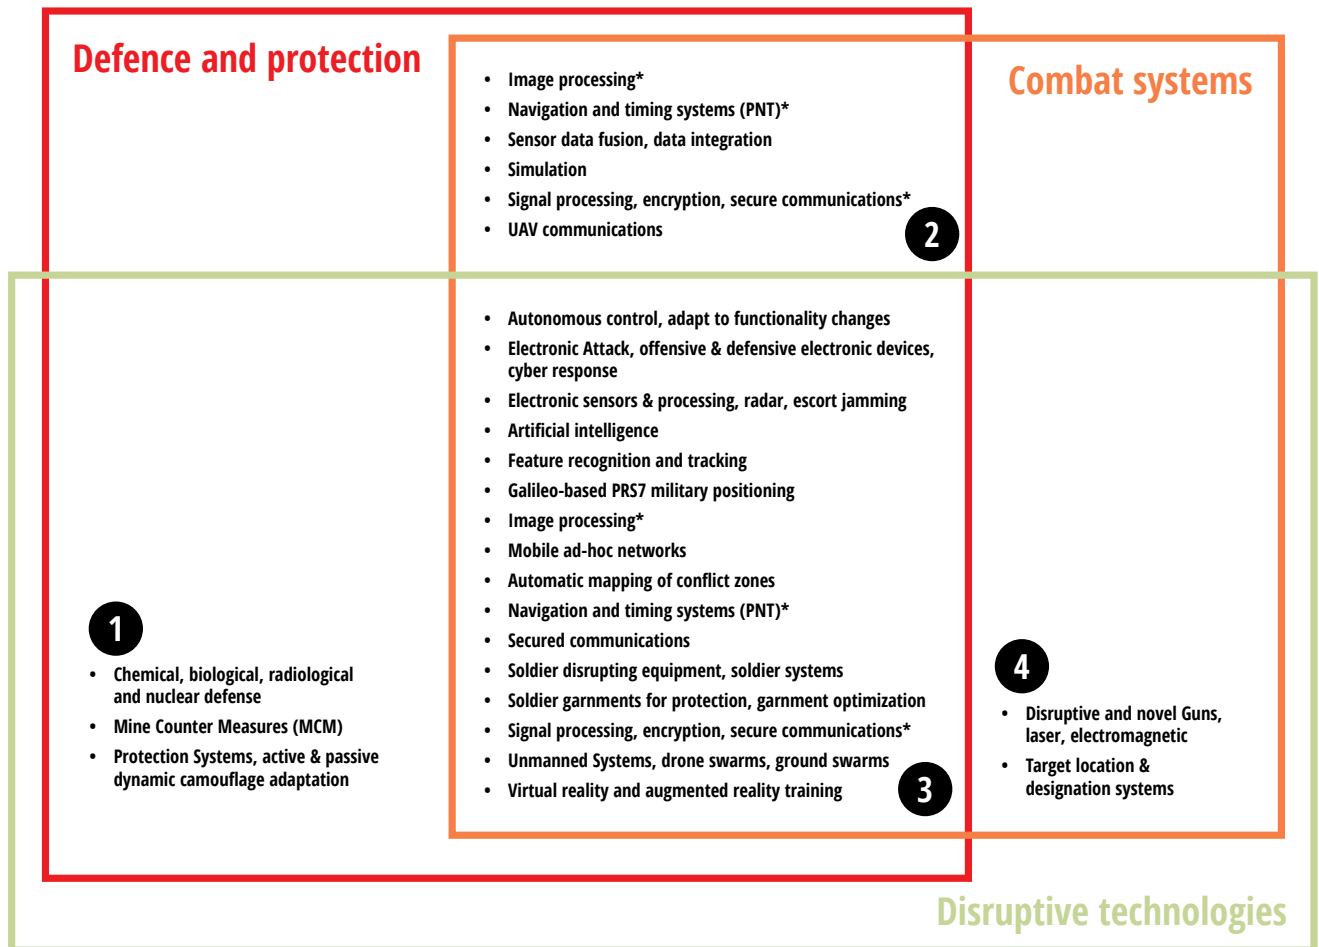 Defence and protection
Combat systems
• Image processing*
• Navigation and timing systems (PNT)*
• Sensor data fusion, data integration
• Simulation
• Signal processing, encryption, secure communications*
• UAV communications
2
• Autonomous control, adapt to functionality changes
• Electronic Attack, offensive & defensive electronic devices,
cyber response
• Electronic sensors & processing, radar, escort jamming
• Artificial intelligence
• Feature recognition and tracking
• Galileo-based PRS7 military positioning
• Image processing*
• Mobile ad-hoc networks
• Automatic mapping of conflict zones
• Navigation and timing systems (PNT)*
• Secured communications
• Soldier disrupting equipment, soldier systems
• Soldier garnments for protection, garnment optimization
• Signal processing, encryption, secure communications*
• Unmanned Systems, drone swarms, ground swarms
• Virtual reality and augmented reality training
3
1
• Chemical, biological, radiological
and nuclear defense
• Mine Counter Measures (MCM)
• Protection Systems, active & passive
dynamic camouflage adaptation
4
• Disruptive and novel Guns,
laser, electromagnetic
• Target location &
designation systems
Disruptive technologies